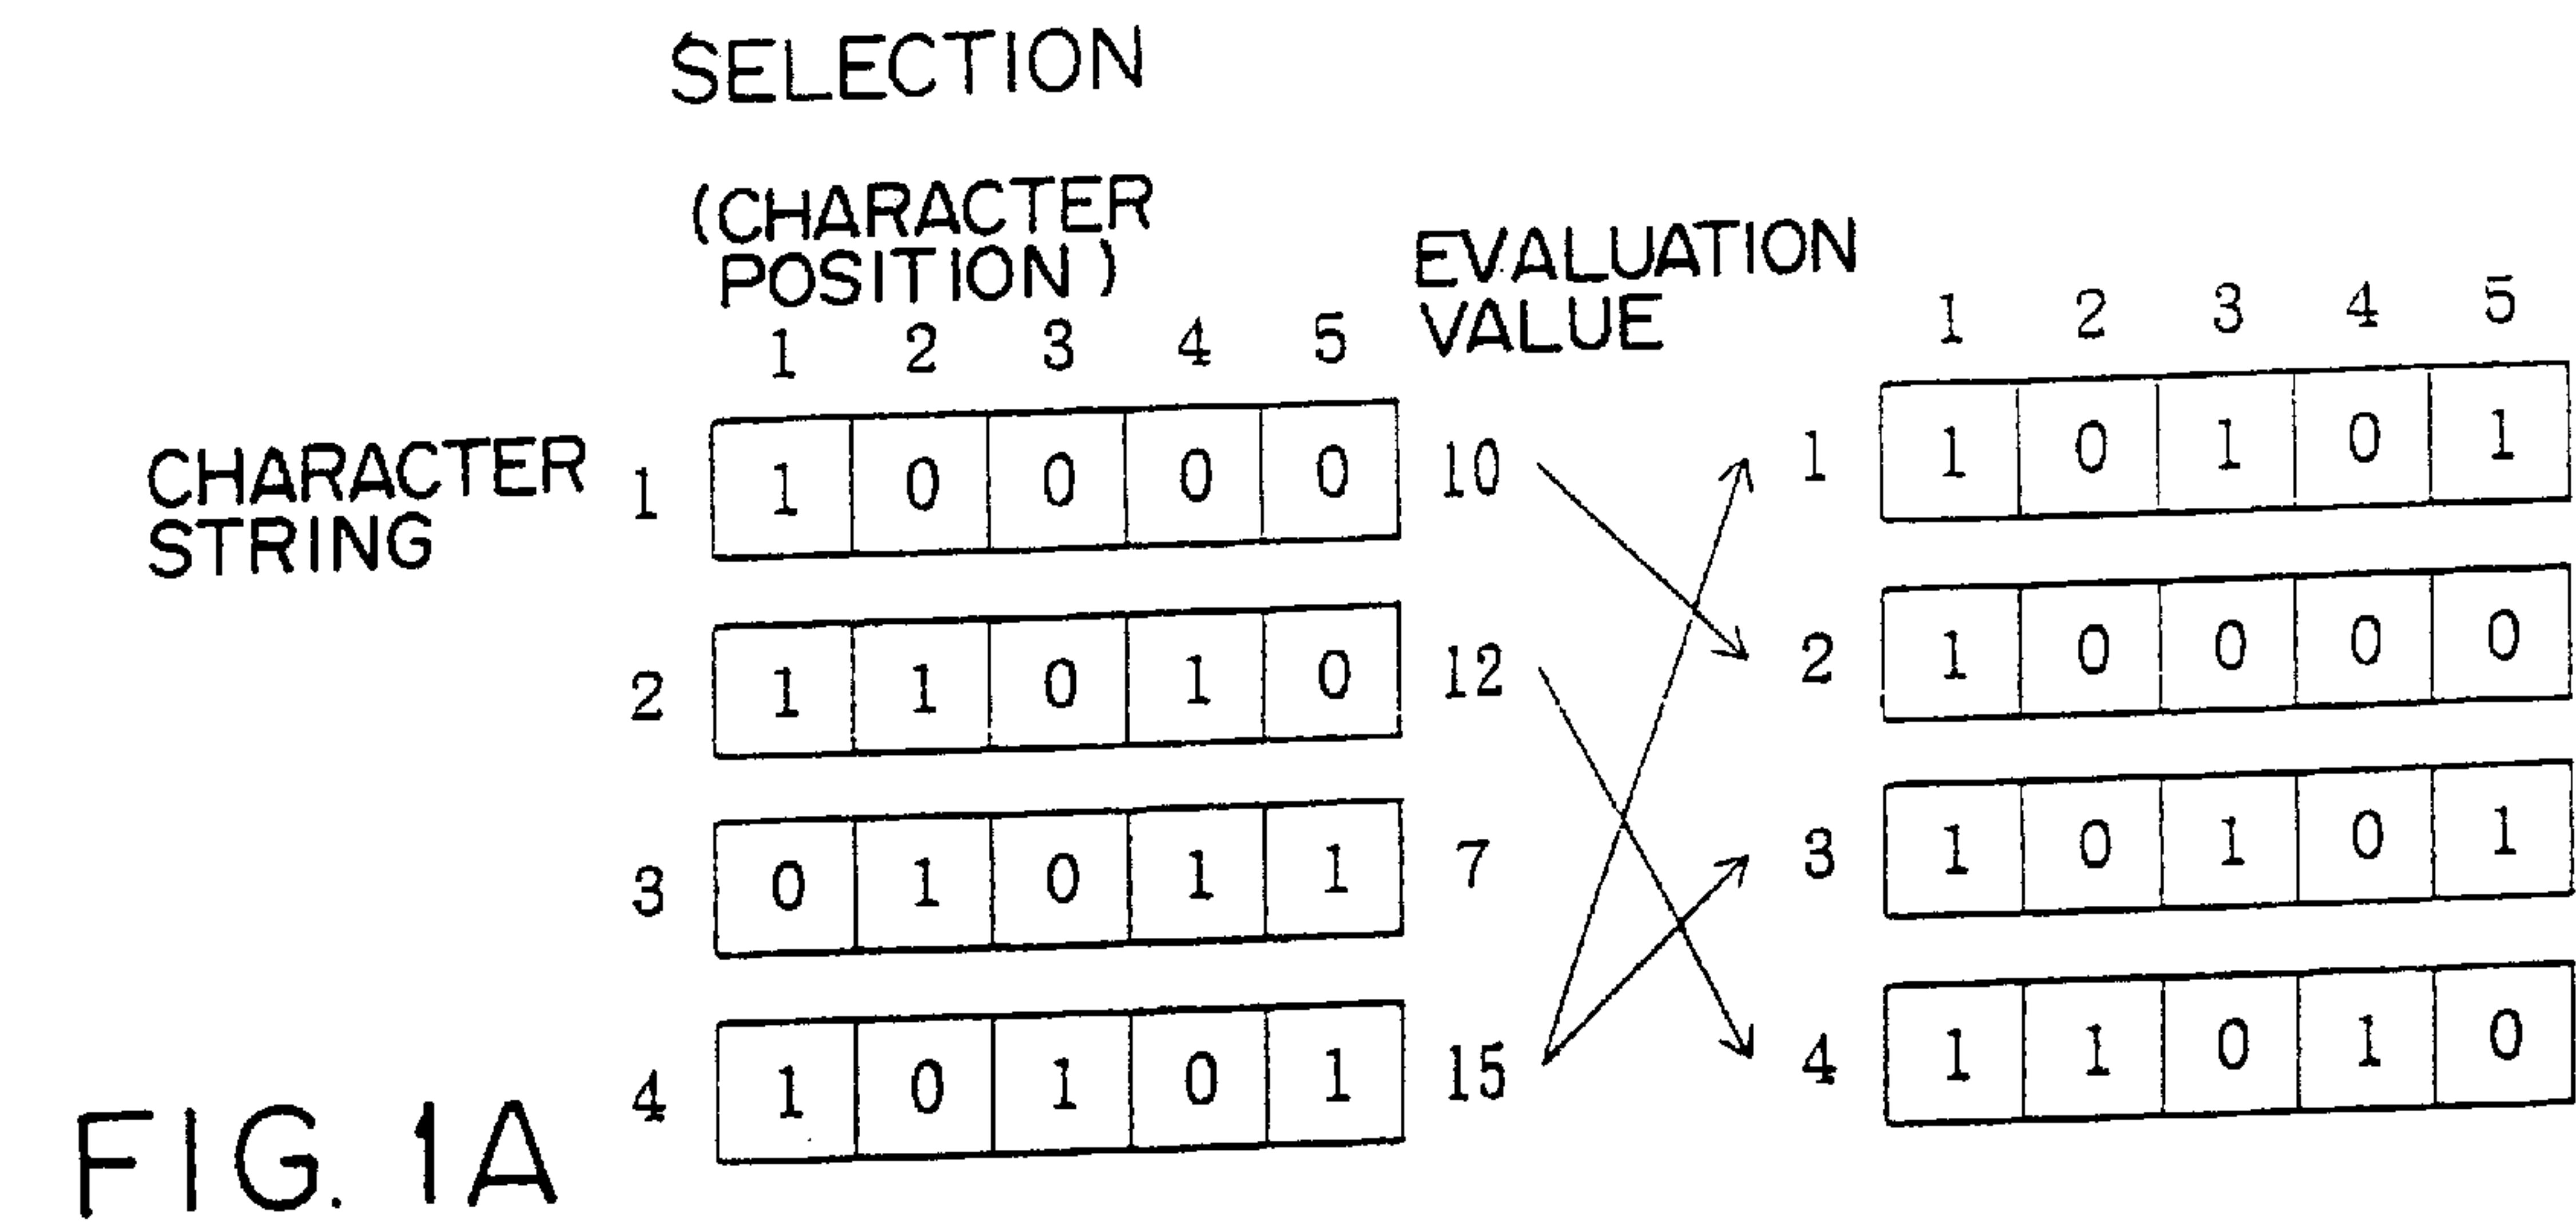 SELECTION
(CHARACTER
POSITION)
EVALUATION
VALUE
1 2 3 4 5
1 2 3 4 5
CHARACTER
STRING
1 1 0 0 0 0 10
1 1 0 1 0 1
2 1 1 0 1 0 12
2 1 0 0 0 0
3 0 1 0 1 1 7
3 1 0 1 0 1
4 1 0 1 0 1 15
4 1 1 0 1 0
FIG. 1A